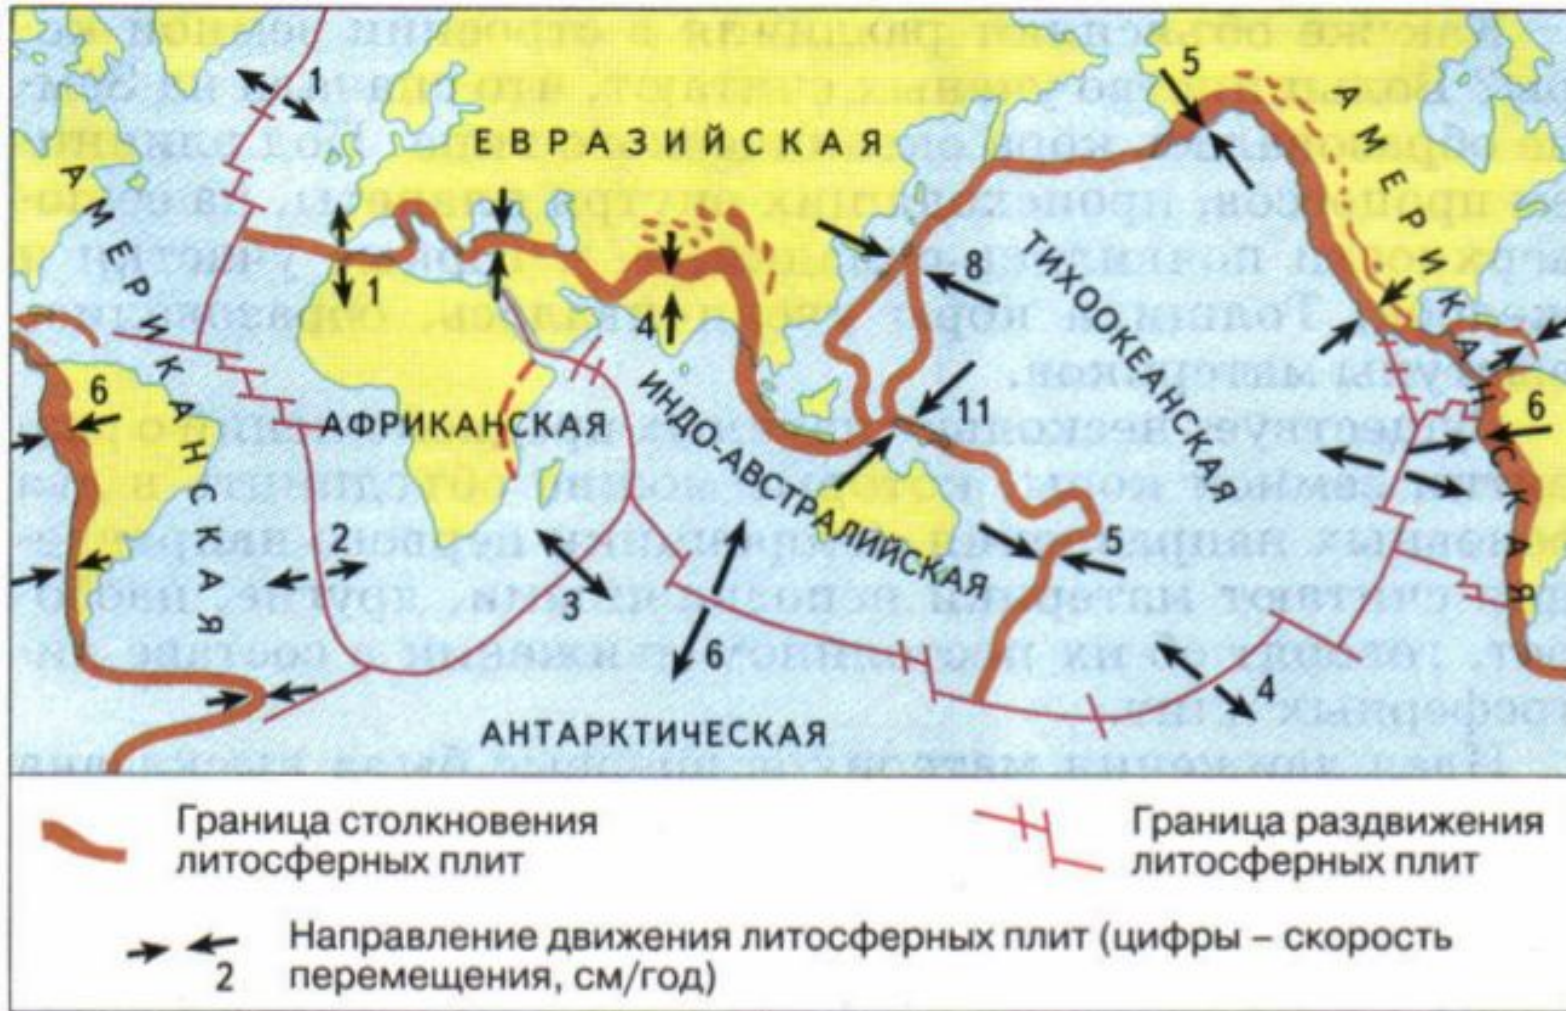 1
5
ЕВРАЗИЙСКАЯ
АМЕРИКАНСКАЯ
АМЕРИКАНСКАЯ
1
8
ТИХООКЕАНСКАЯ
4
6
АФРИКАНСКАЯ
ИНДО-АВСТРАЛИЙСКАЯ
11
6
2
5
3
6
4
АНТАРКТИЧЕСКАЯ
Граница столкновения
литосферных плит
Граница раздвижения
литосферных плит
Направление движения литосферных плит (цифры – скорость
2
перемещения, см/год)